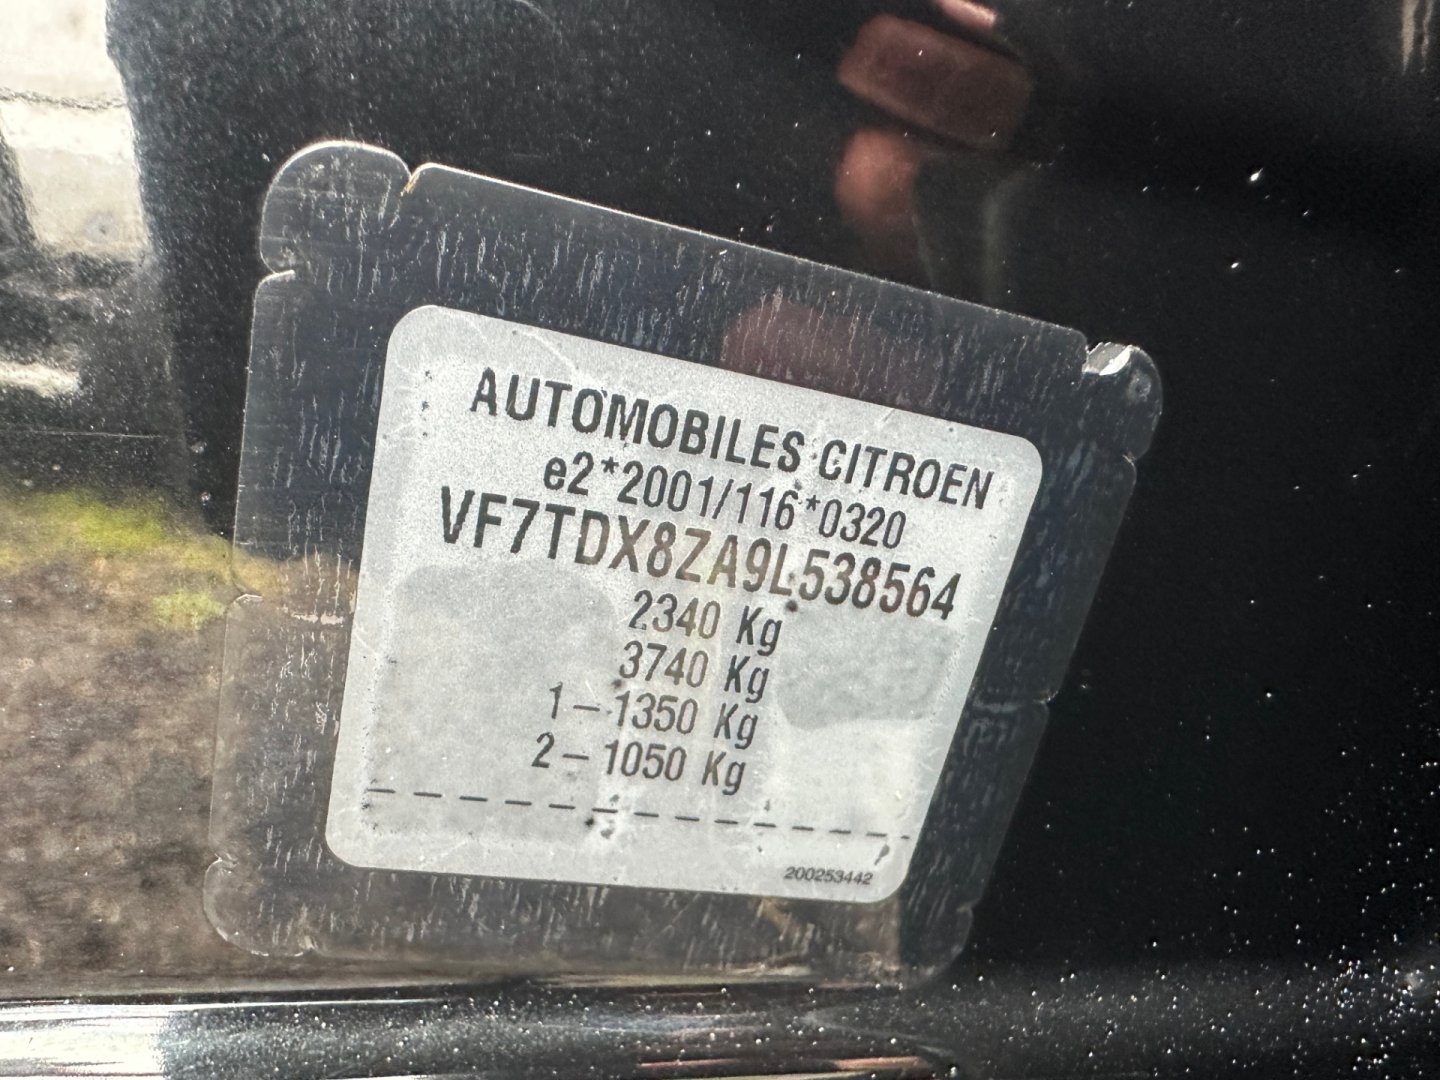 AUTOMOBILES CITROEN
e2*2001/116*0320
VF7TDX8ZA9L538564
2340 Kg
3740 Kg
1 – 1350 Kg
2 – 1050 Kg
200253442